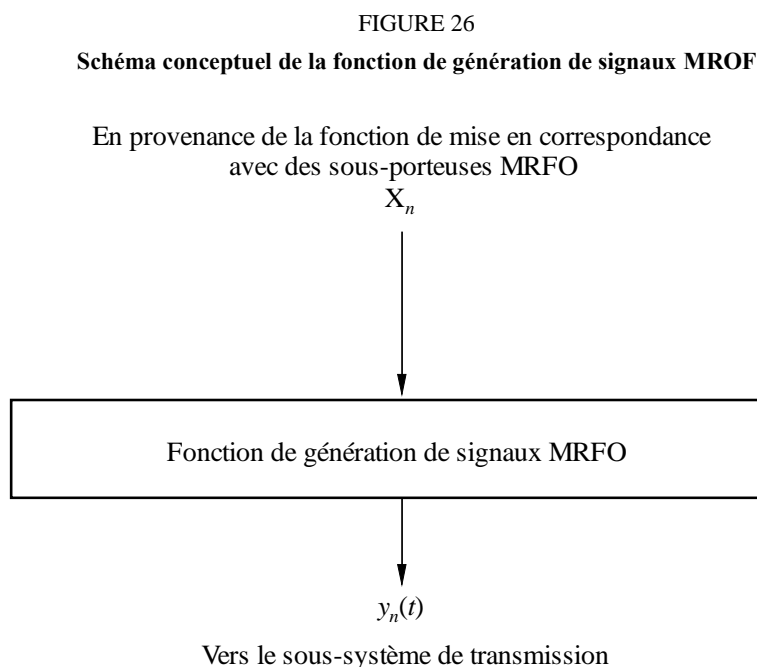 FIGURE 26
Schéma conceptuel de la fonction de génération de signaux MROF
En provenance de la fonction de mise en correspondance
avec des sous-porteuses MRFO
Xn
Fonction de génération de signaux MRFO
yn(t)
Vers le sous-système de transmission